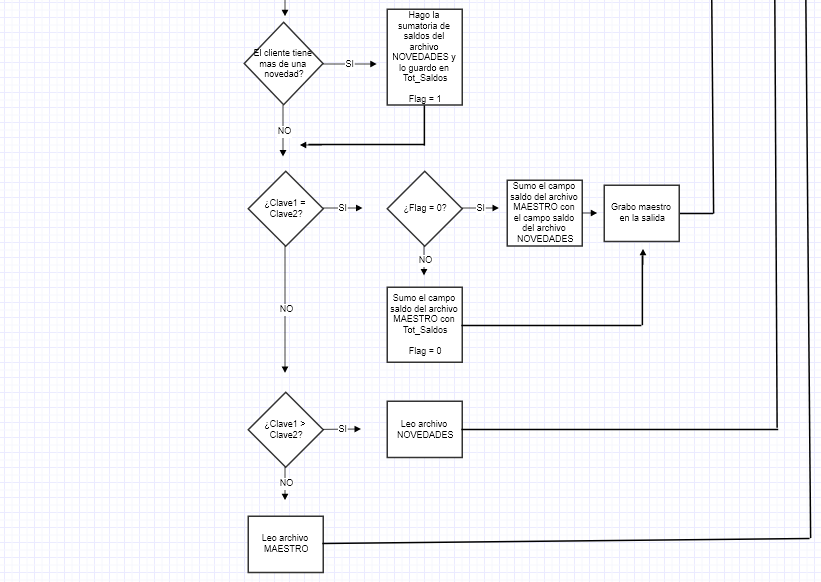 El cliente tiene
mas de una
novedad?
SI
Hago la
sumatoria de
saldos del
archivo
NOVEDADES y
lo guardo en
Tot_Saldos
Flag = 1
NO
¿Clave1 =
Clave2?
SI
¿Flag = 0?
SI
Sumo el campo
saldo del archivo
MAESTRO con
el campo saldo
del archivo
NOVEDADES
Grabo maestro
en la salida
NO
Sumo el campo
saldo del archivo
MAESTRO con
Tot_Saldos
Flag = 0
NO
¿Clave1 >
Clave2?
SI
Leo archivo
NOVEDADES
NO
Leo archivo
MAESTRO